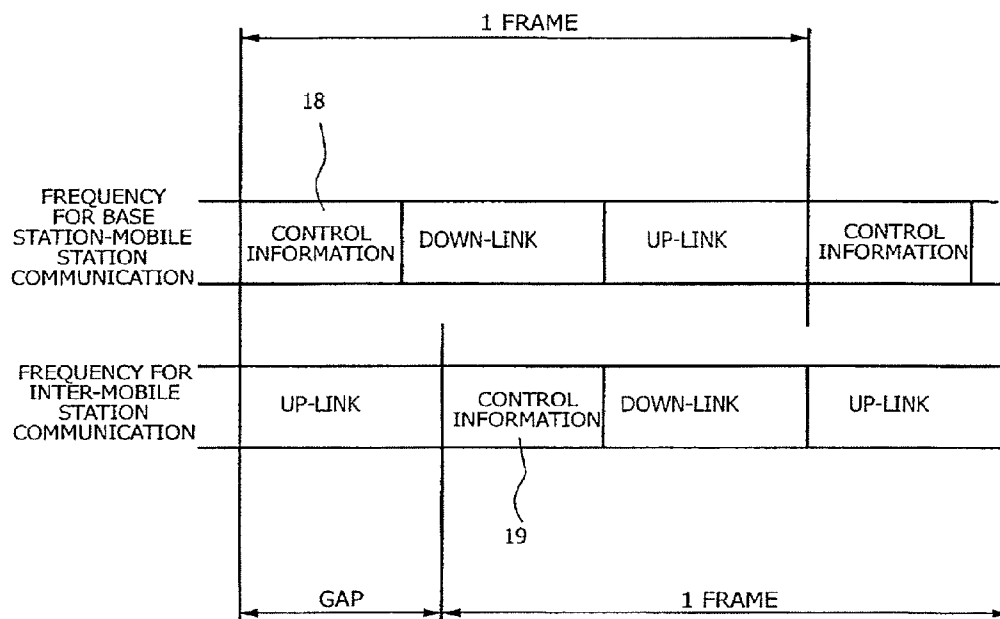 1 FRAME
18
FREQUENCY
FOR BASE
STATION-MOBILE
STATION
COMMUNICATION
CONTROL
INFORMATION
DOWN-LINK
UP-LINK
CONTROL
INFORMATION
FREQUENCY FOR
INTER-MOBILE
STATION
COMMUNICATION
UP-LINK
CONTROL
INFORMATION
DOWN-LINK
UP-LINK
19
GAP
1 FRAME